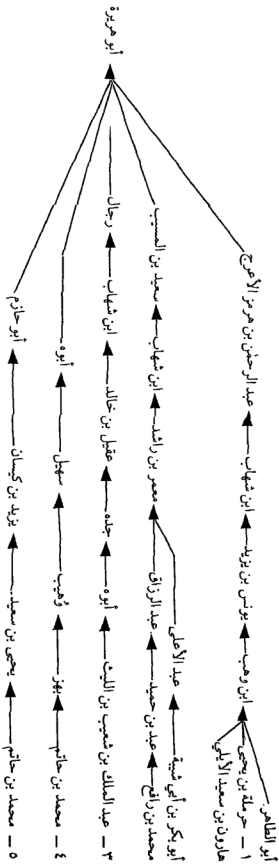 أبو الطاهر
١ – حرملة بن يحيى ابن وهب يونس بن يزيد ابن شهاب عبد الرحمٰن بن هرمز الأعرج
هارون بن سعيد الأيلي
أبو بكر بن أبي شيبة عبد الأعلى
محمد بن رافع عبد بن حميد عبد الرزاق معمر بن راشد ابن شهاب سعيد بن المسيب
٣ – عبد الملك بن شعيب بن الليث أبوه جده عقيل بن خالد ابن شهاب رجال أبو هريرة
٤ – محمد بن حاتم بهز وُهيب سهيل أبوه
٥ – محمد بن حاتم يحيى بن سعيد يزيد بن كيسان أبو حازم